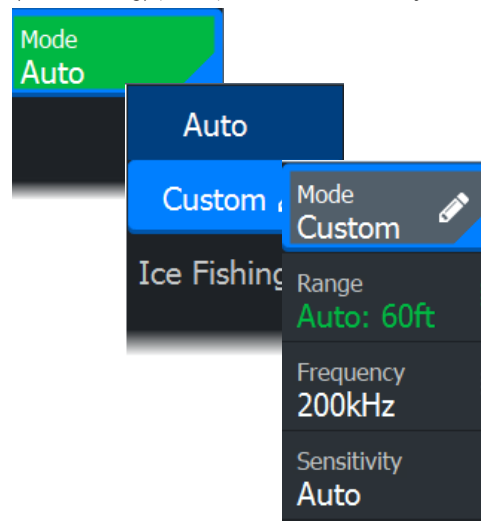 Mode
Auto
Auto
Custom
Ice Fishing
Mode
Custom
Range
Auto: 60ft
Frequency
200kHz
Sensitivity
Auto